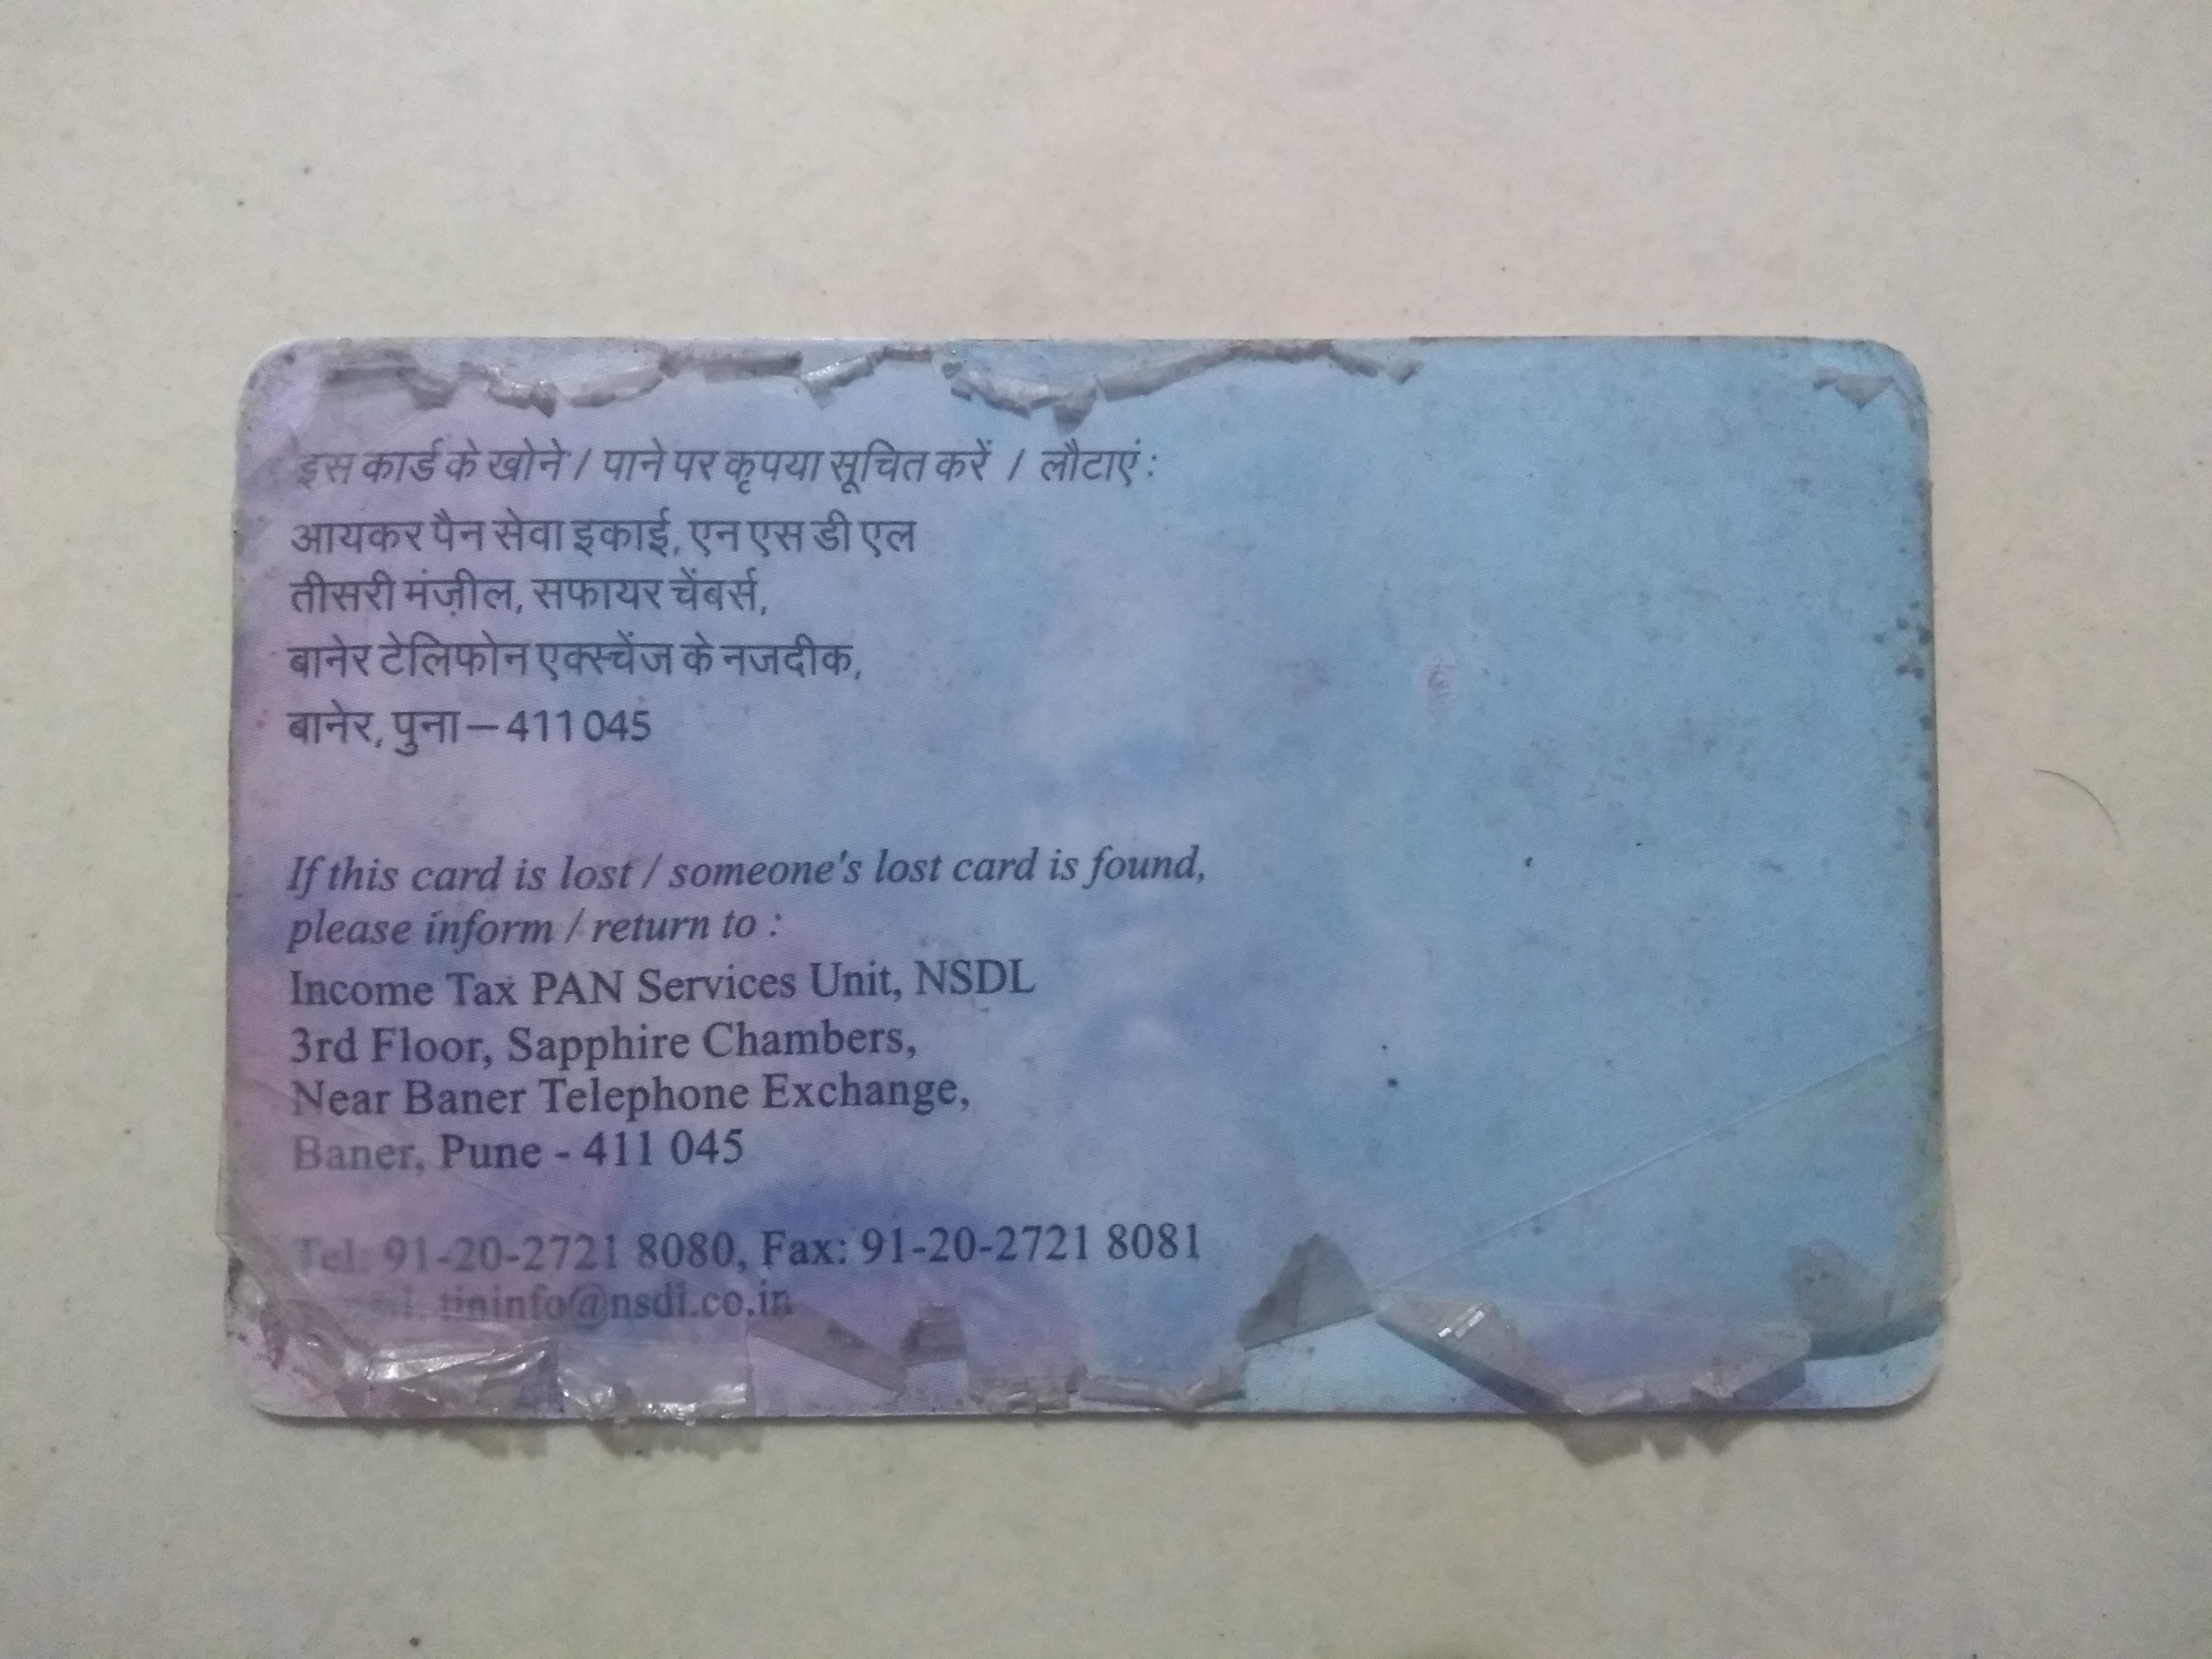 इस कार्ड के खोने / पाने पर कृपया सूचित करें / लौटाएं :
आयकर पैन सेवा इकाई, एन एस डी एल
तीसरी मंज़ील, सफायर चेंबर्स,
बानेर टेलिफोन एक्स्चेंज के नजदीक,
बानेर, पुना – 411 045
If this card is lost / someone's lost card is found,
please inform / return to :
Income Tax PAN Services Unit, NSDL
3rd Floor, Sapphire Chambers,
Near Baner Telephone Exchange,
Baner, Pune - 411 045
Tel: 91-20-2721 8080, Fax: 91-20-2721 8081
tininfo@nsdl.co.in